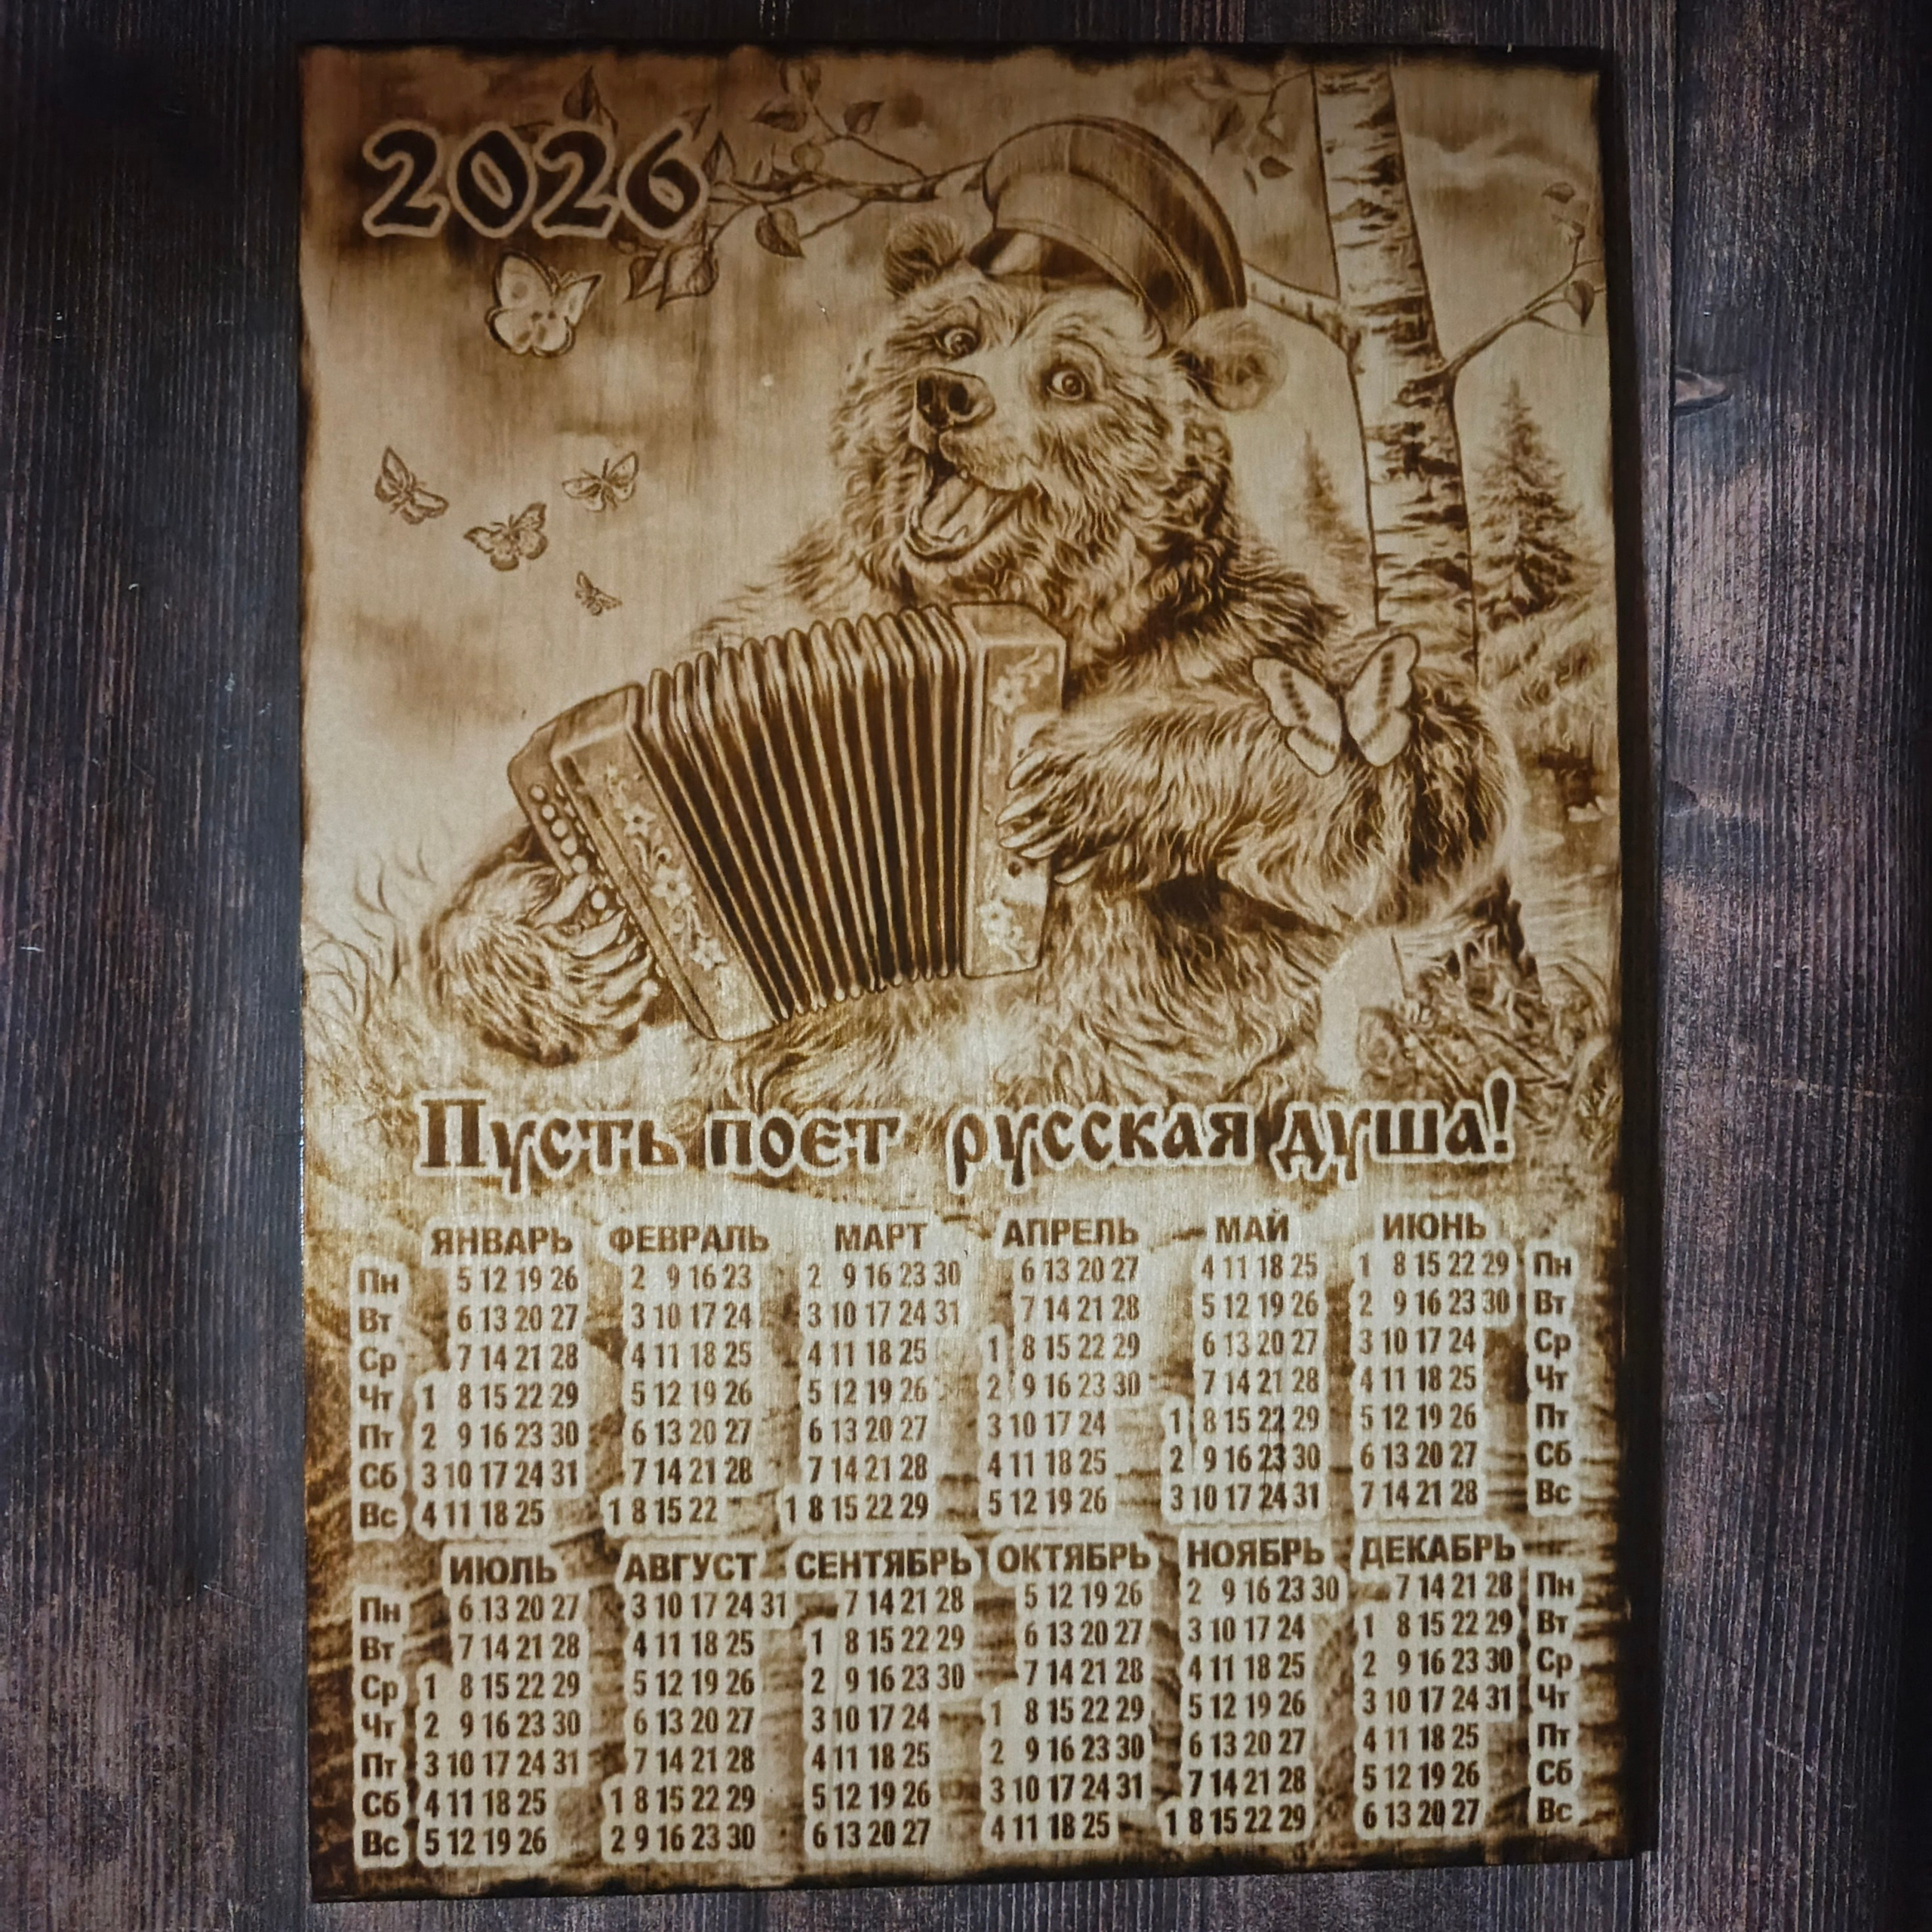 2026
Пусть поет русская душа!
ЯНВАРЬ ФЕВРАЛЬ МАРТ АПРЕЛЬ МАЙ ИЮНЬ
Пн 5 12 19 26 2 9 16 23 2 9 16 23 30 6 13 20 27 4 11 18 25 1 8 15 22 29 Пн
Вт 6 13 20 27 3 10 17 24 3 10 17 24 31 7 14 21 28 5 12 19 26 2 9 16 23 30 Вт
Ср 7 14 21 28 4 11 18 25 4 11 18 25 1 8 15 22 29 6 13 20 27 3 10 17 24 Ср
Чт 1 8 15 22 29 5 12 19 26 5 12 19 26 2 9 16 23 30 7 14 21 28 4 11 18 25 Чт
Пт 2 9 16 23 30 6 13 20 27 6 13 20 27 3 10 17 24 1 8 15 22 29 5 12 19 26 Пт
Сб 3 10 17 24 31 7 14 21 28 7 14 21 28 4 11 18 25 2 9 16 23 30 6 13 20 27 Сб
Вс 4 11 18 25 1 8 15 22 1 8 15 22 29 5 12 19 26 3 10 17 24 31 7 14 21 28 Вс
ИЮЛЬ АВГУСТ СЕНТЯБРЬ ОКТЯБРЬ НОЯБРЬ ДЕКАБРЬ
Пн 6 13 20 27 3 10 17 24 31 7 14 21 28 5 12 19 26 2 9 16 23 30 7 14 21 28 Пн
Вт 7 14 21 28 4 11 18 25 1 8 15 22 29 6 13 20 27 3 10 17 24 1 8 15 22 29 Вт
Ср 1 8 15 22 29 5 12 19 26 2 9 16 23 30 7 14 21 28 4 11 18 25 2 9 16 23 30 Ср
Чт 2 9 16 23 30 6 13 20 27 3 10 17 24 1 8 15 22 29 5 12 19 26 3 10 17 24 31 Чт
Пт 3 10 17 24 31 7 14 21 28 4 11 18 25 2 9 16 23 30 6 13 20 27 4 11 18 25 Пт
Сб 4 11 18 25 1 8 15 22 29 5 12 19 26 3 10 17 24 31 7 14 21 28 5 12 19 26 Сб
Вс 5 12 19 26 2 9 16 23 30 6 13 20 27 4 11 18 25 1 8 15 22 29 6 13 20 27 Вс